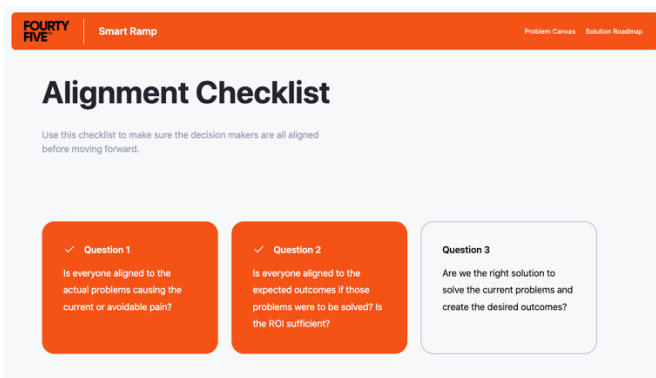 FOURTY
FIVE
Smart Ramp
Problem Canvas
Solution Roadmap
Alignment Checklist
Use this checklist to make sure the decision makers are all aligned
before moving forward.
Question 1
Is everyone aligned to the
actual problems causing the
current or avoidable pain?
Question 2
Is everyone aligned to the
expected outcomes if those
problems were to be solved? Is
the ROI sufficient?
Question 3
Are we the right solution to
solve the current problems and
create the desired outcomes?